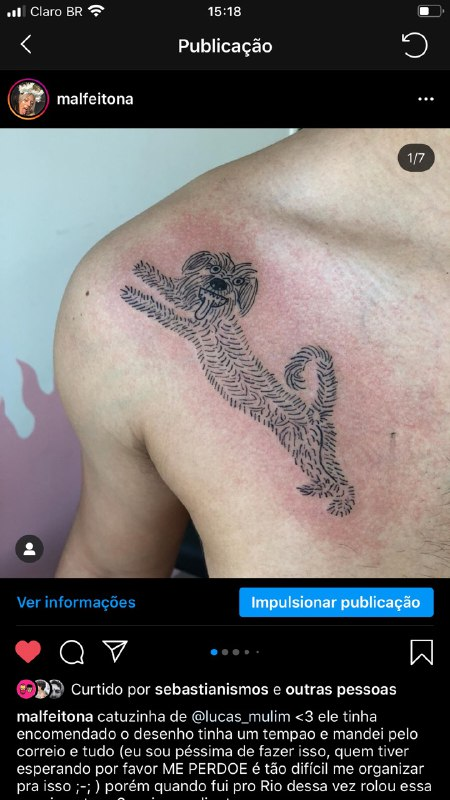 Claro BR 15:18
Publicação
malfeitona
1/7
Ver informações
Impulsionar publicação
Curtido por sebastianismos e outras pessoas
malfeitona catuzinha de @lucas_mulim <3 ele tinha
encomendado o desenho tinha um tempao e mandei pelo
correio e tudo (eu sou péssima de fazer isso, quem tiver
esperando por favor ME PERDOE é tão difícil me organizar
pra isso ;-; ) porém quando fui pro Rio dessa vez rolou essa